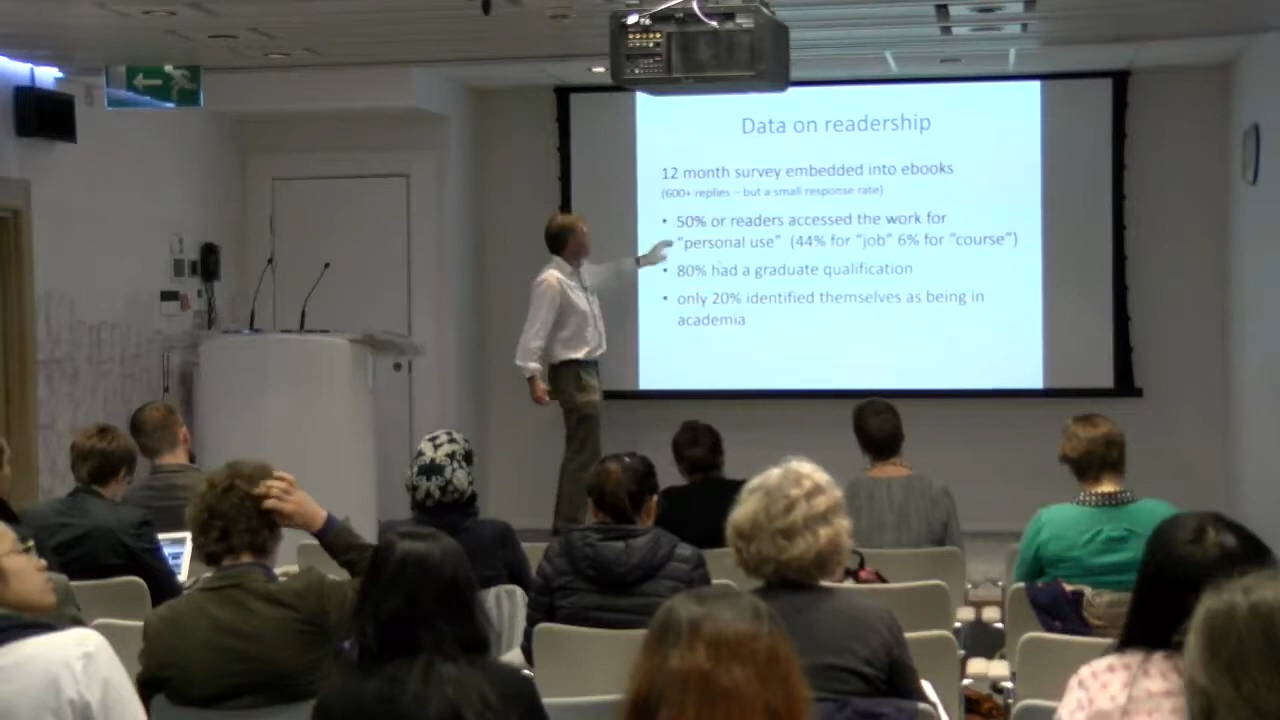 Data on readership
12 month survey embedded into ebooks
(600+ replies – but a small response rate)
• 50% or readers accessed the work for
“personal use” (44% for “job” 6% for “course”)
• 80% had a graduate qualification
• only 20% identified themselves as being in
academia